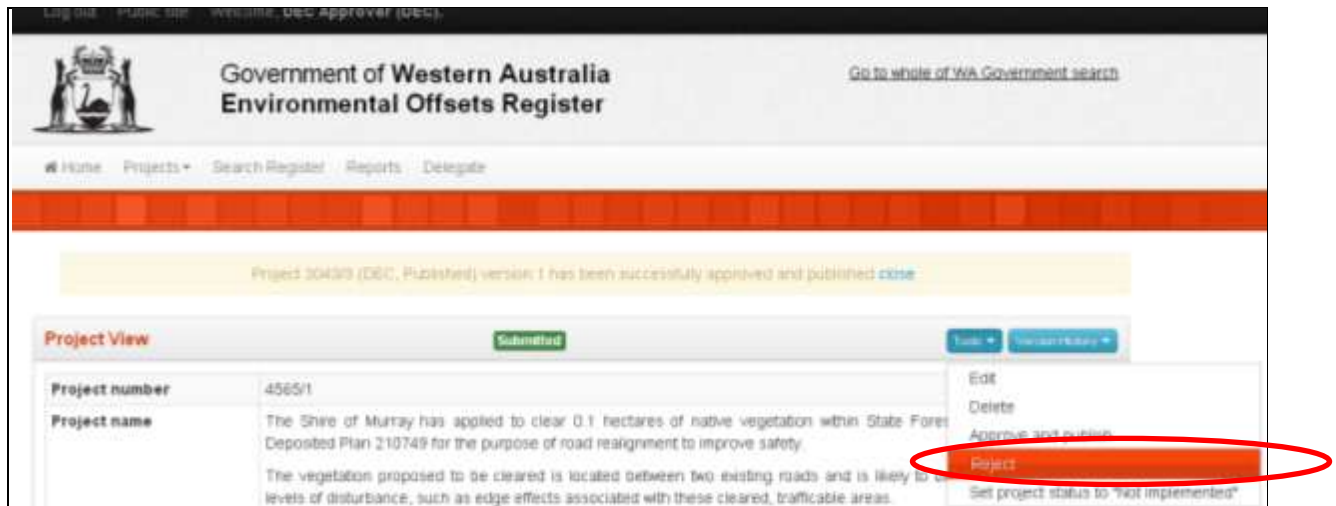 Log out Public site Welcome, DEC Approver (DEC).
Government of Western Australia
Environmental Offsets Register
Go to whole of WA Government search
Home Projects Search Register Reports Delegate
(DEC, Published) version 1 has been successfully approved and published close
Project View
Submitted
Tools
Version History
Project number
4565/1
Edit
Delete
Approve and publish
Reject
Set project status to "Not implemented"
Project name
The Shire of Murray has applied to clear 0.1 hectares of native vegetation within State Fores
Deposited Plan 210749 for the purpose of road realignment to improve safety.
The vegetation proposed to be cleared is located between two existing roads and is likely to
levels of disturbance, such as edge effects associated with these cleared, trafficable areas.